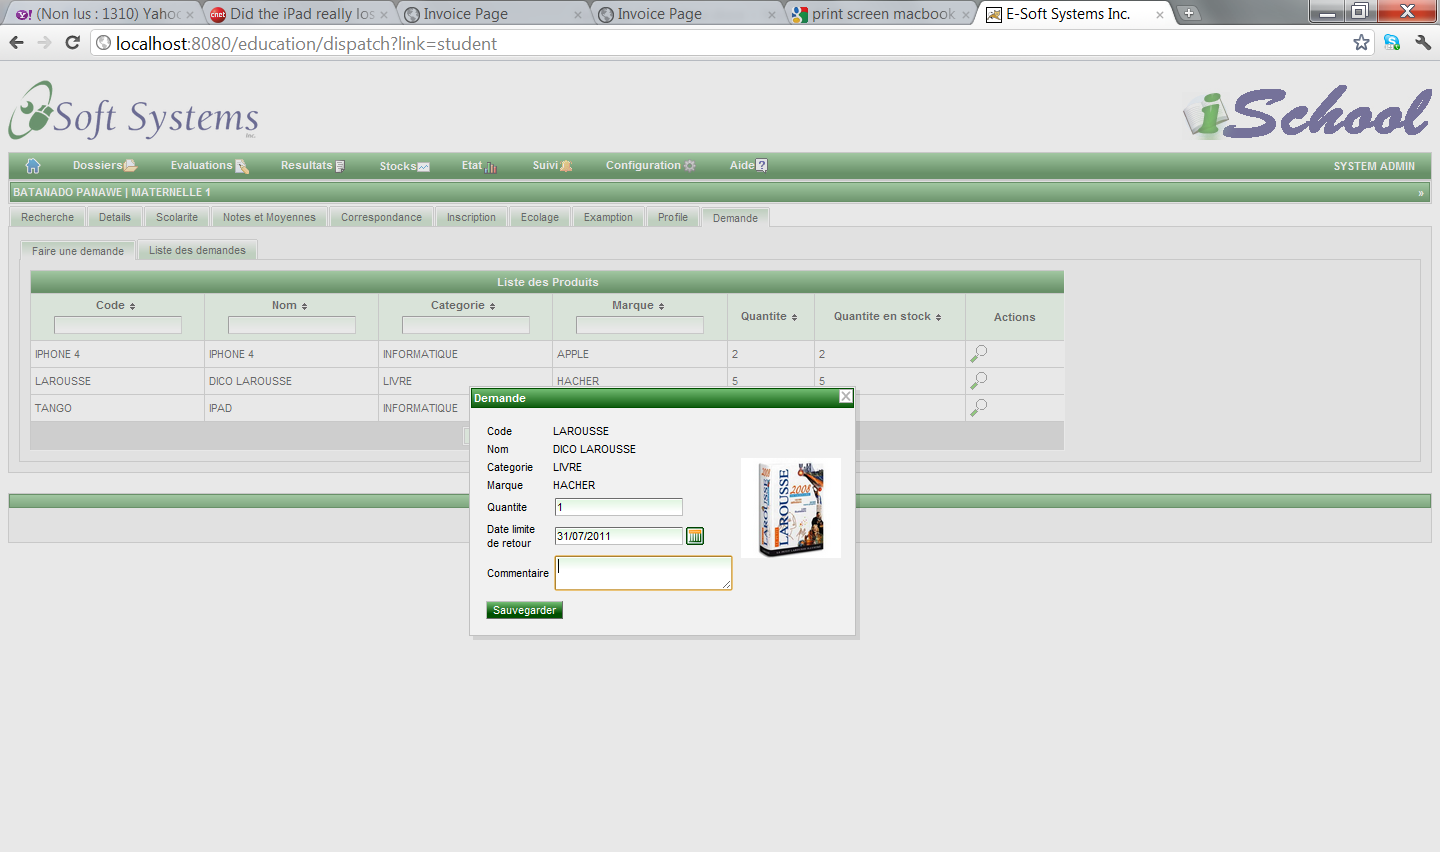 (Non lus : 1310) Yahoo
Did the iPad really los
Invoice Page
Invoice Page
print screen macbook
E-Soft Systems Inc.
localhost:8080/education/dispatch?link=student
Soft Systems
Inc.
iSchool
Dossiers
Evaluations
Resultats
Stocks
Etat
Suivi
Configuration
Aide
SYSTEM ADMIN
BATANADO PANAWE | MATERNELLE 1
»
Recherche
Details
Scolarite
Notes et Moyennes
Correspondance
Inscription
Ecolage
Examption
Profile
Demande
Faire une demande
Liste des demandes
Liste des Produits
Code
Nom
Categorie
Marque
Quantite
Quantite en stock
Actions
IPHONE 4
IPHONE 4
INFORMATIQUE
APPLE
2
2
LAROUSSE
DICO LAROUSSE
LIVRE
HACHER
5
5
TANGO
IPAD
INFORMATIQUE
Demande
Code LAROUSSE
Nom DICO LAROUSSE
Categorie LIVRE
Marque HACHER
Quantite 1
Date limite
de retour
31/07/2011
Commentaire
Sauvegarder
LAROUSSE
2008
LAROUSSE